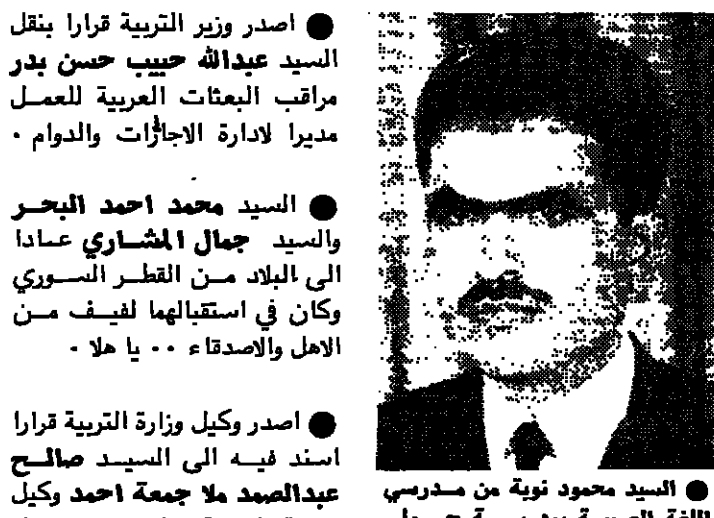 ● اصدر وزير التربية قرارا بنقل
السيد عبدالله حبيب حسن بدر
مراقب البعثات العربية للعمل
مديرا لادارة الاجازات والدوام .
● السيد محمد احمد البحر
والسيد جمال المشاري عادا
الى البلاد من القطر السوري
وكان في استقبالهما لفيف من
الاهل والاصدقاء .. يا هلا .
● اصدر وكيل وزارة التربية قرارا
اسند فيه الى السيد صالح
عبدالصمد ملا جمعة احمد وكيل
● السيد محمود نوية من مدرسي
اللغة العربية